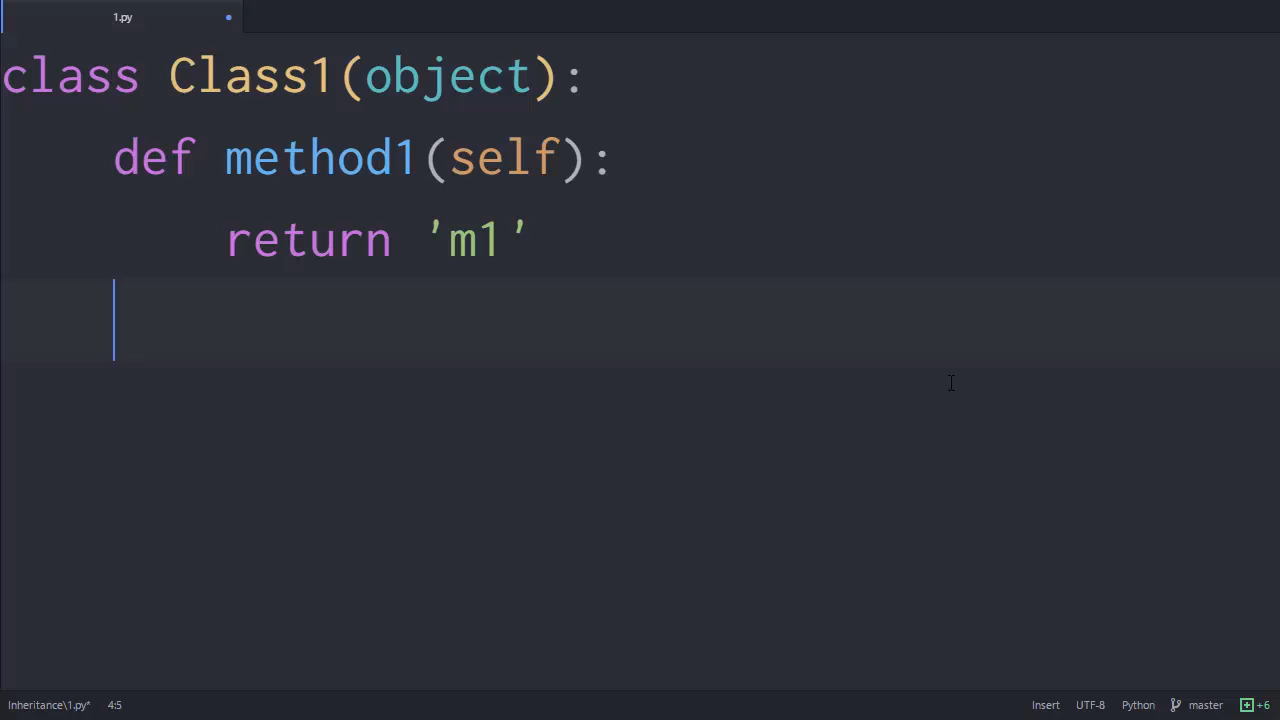 1.py
class Class1(object):
    def method1(self):
        return 'm1'
Inheritance\1.py* 4:5 Insert UTF-8 Python master +6